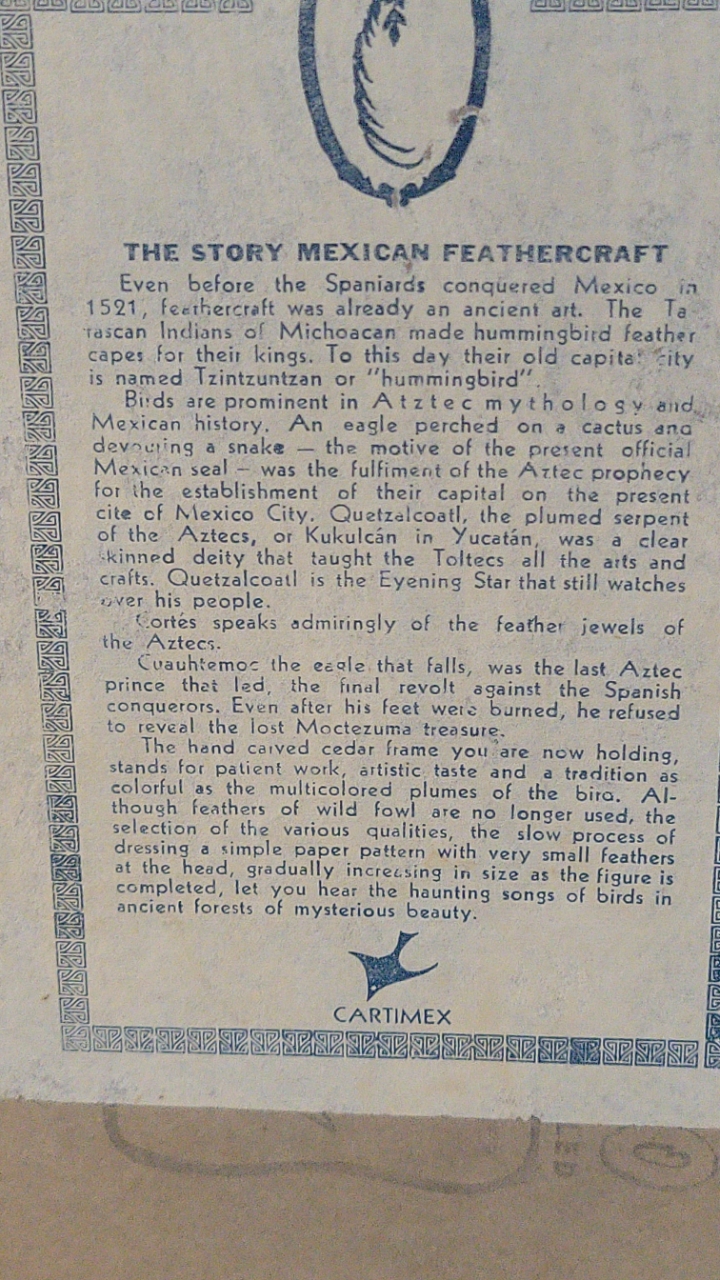 THE STORY MEXICAN FEATHERCRAFT
Even before the Spaniards conquered Mexico in
1521, feathercraft was already an ancient art. The Ta
rascan Indians of Michoacan made hummingbird feather
capes for their kings. To this day their old capital city
is named Tzintzuntzan or "hummingbird".
Birds are prominent in Atztec mythology and
Mexican history. An eagle perched on a cactus and
devouring a snake — the motive of the present official
Mexican seal — was the fulfiment of the Aztec prophecy
for the establishment of their capital on the present
cite of Mexico City. Quetzalcoatl, the plumed serpent
of the Aztecs, or Kukulcán in Yucatán, was a clear
skinned deity that taught the Toltecs all the arts and
crafts. Quetzalcoatl is the Eyening Star that still watches
over his people.
Cortés speaks admiringly of the feather jewels of
the Aztecs.
Cuauhtemoc the eagle that falls, was the last Aztec
prince that led, the final revolt against the Spanish
conquerors. Even after his feet were burned, he refused
to reveal the lost Moctezuma treasure.
The hand carved cedar frame you are now holding,
stands for patient work, artistic taste and a tradition as
colorful as the multicolored plumes of the bird. Al-
though feathers of wild fowl are no longer used, the
selection of the various qualities, the slow process of
dressing a simple paper pattern with very small feathers
at the head, gradually increasing in size as the figure is
completed, let you hear the haunting songs of birds in
ancient forests of mysterious beauty.
CARTIMEX